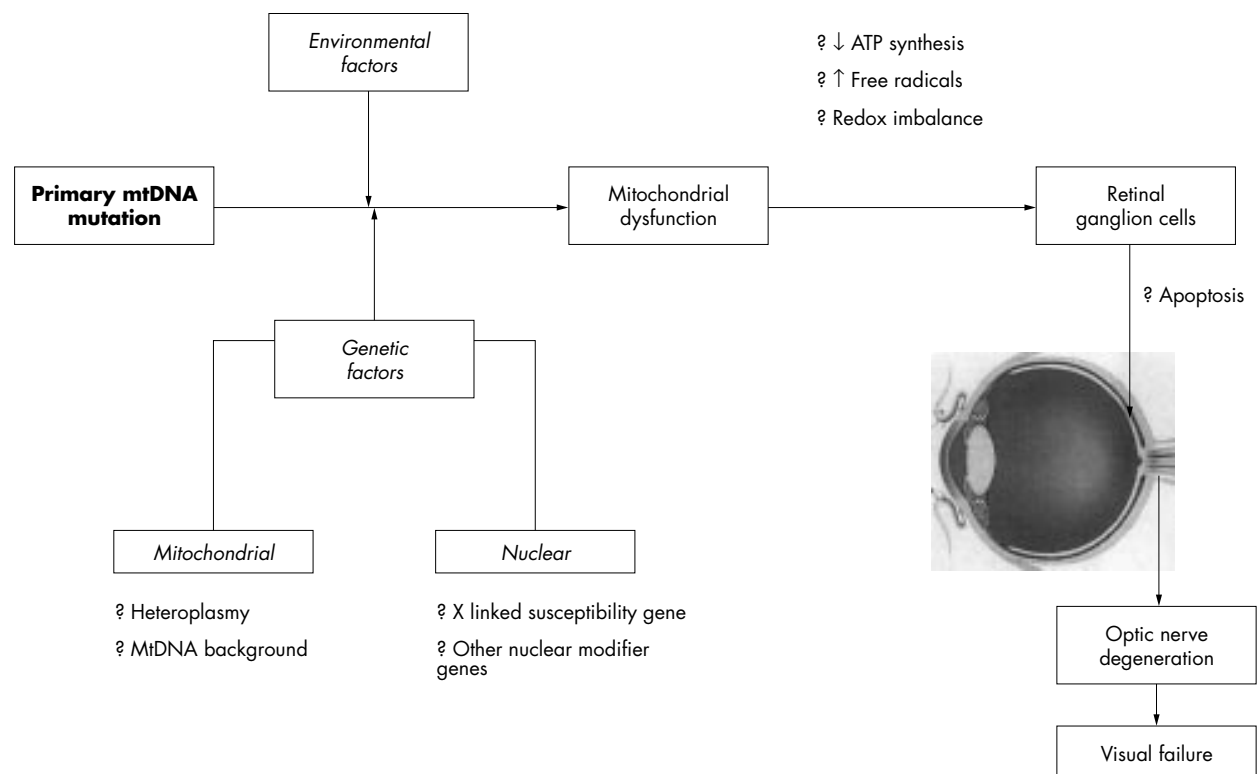 Environmental
factors
? ↓ ATP synthesis
? ↑ Free radicals
? Redox imbalance
Primary mtDNA
mutation
Mitochondrial
dysfunction
Retinal
ganglion cells
? Apoptosis
Genetic
factors
Mitochondrial
Nuclear
? Heteroplasmy
? MtDNA background
? X linked susceptibility gene
? Other nuclear modifier
genes
Optic nerve
degeneration
Visual failure